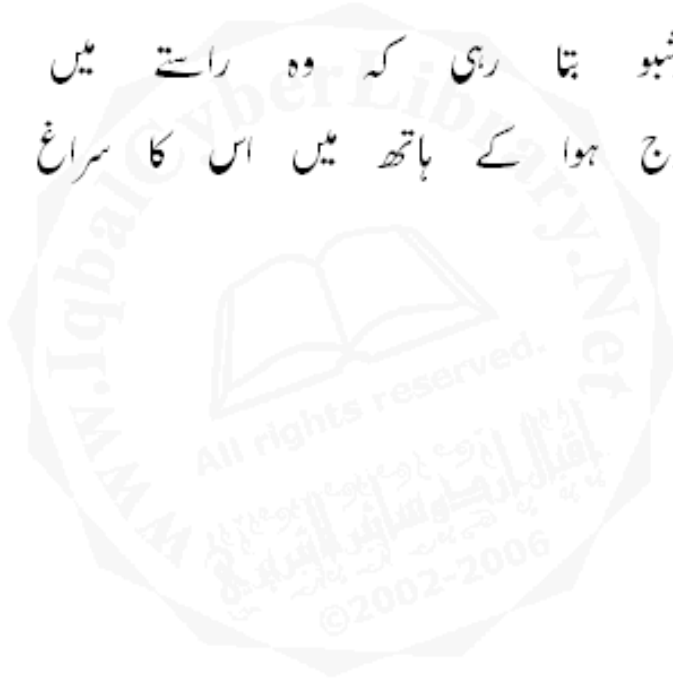 بتا رہی کہ وہ راستے میں
ہوا کے ہاتھ میں اس کا سراغ
www.IqbalCyberLibrary.Net
All rights reserved.
©2002-2006